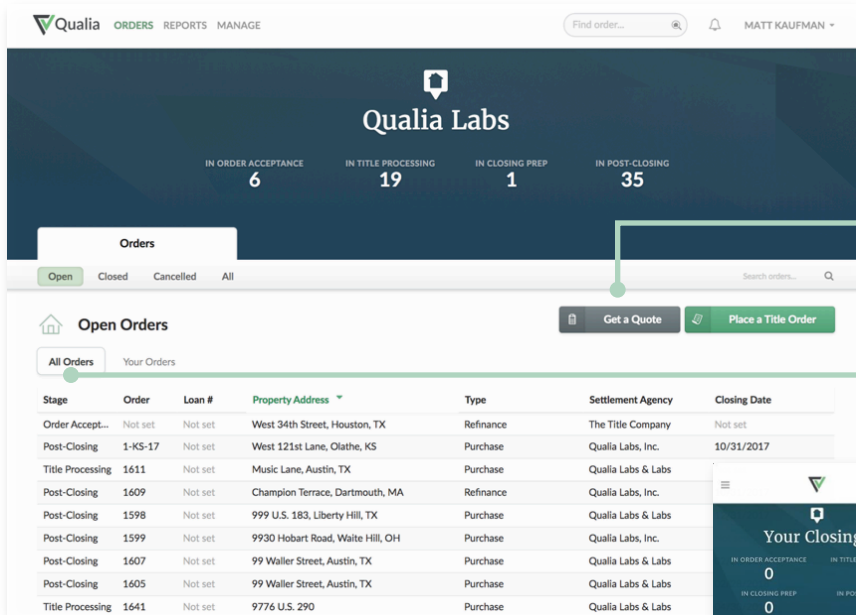 Qualia ORDERS REPORTS MANAGE Find order... MATT KAUFMAN
Qualia Labs
IN ORDER ACCEPTANCE IN TITLE PROCESSING IN CLOSING PREP IN POST-CLOSING
6 19 1 35
Orders
Open Closed Cancelled All Search orders...
Open Orders Get a Quote Place a Title Order
All Orders Your Orders
Stage Order Loan # Property Address Type Settlement Agency Closing Date
Order Accept... Not set Not set West 34th Street, Houston, TX Refinance The Title Company Not set
Post-Closing 1-KS-17 Not set West 121st Lane, Olathe, KS Purchase Qualia Labs, Inc. 10/31/2017
Title Processing 1611 Not set Music Lane, Austin, TX Purchase Qualia Labs & Labs
Post-Closing 1609 Not set Champion Terrace, Dartmouth, MA Refinance Qualia Labs, Inc.
Post-Closing 1598 Not set 999 U.S. 183, Liberty Hill, TX Purchase Qualia Labs & Labs
Post-Closing 1599 Not set 9930 Hobart Road, Waite Hill, OH Purchase Qualia Labs, Inc.
Post-Closing 1607 Not set 99 Waller Street, Austin, TX Purchase Qualia Labs & Labs
Post-Closing 1605 Not set 99 Waller Street, Austin, TX Purchase Qualia Labs & Labs
Title Processing 1641 Not set 9776 U.S. 290 Purchase Qualia Labs & Labs
Your Closing
IN ORDER ACCEPTANCE IN TITLE
0
IN CLOSING PREP IN PO
0